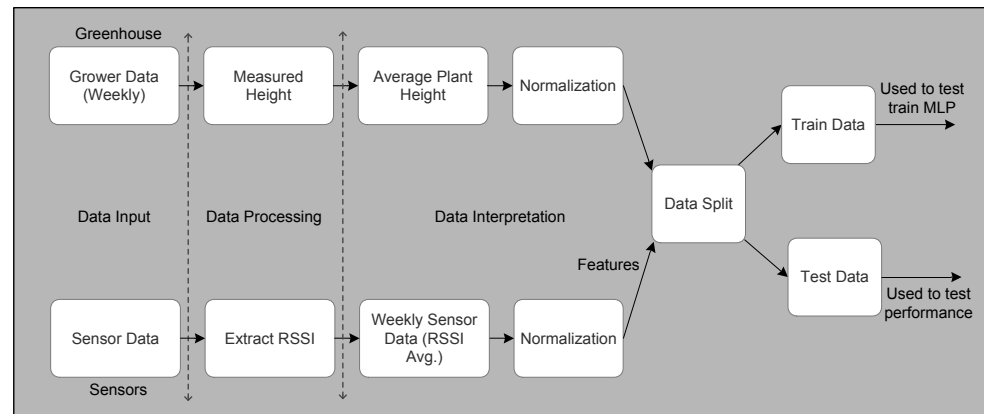 Greenhouse
Grower Data
(Weekly)
Measured
Height
Average Plant
Height
Normalization
Train Data
Used to test
train MLP
Data Input
Data Processing
Data Interpretation
Data Split
Features
Test Data
Used to test
performance
Sensor Data
Extract RSSI
Weekly Sensor
Data (RSSI
Avg.)
Normalization
Sensors